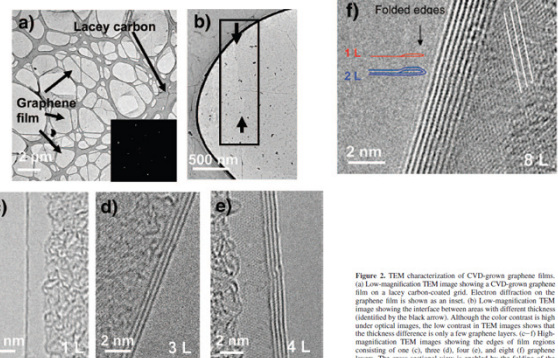 a)
Lacey carbon
Graphene
film
2 µm
b)
500 nm
f)
Folded edges
1 L
2 L
2 nm
8 L
nm
1 L
d)
3 L
e)
4 L
Figure 2. TEM characterization of CVD-grown graphene films.
(a) Low-magnification TEM image showing a CVD-grown graphene
film on a lacey carbon-coated grid. Electron diffraction on the
graphene film is shown as an inset. (b) Low-magnification TEM
image showing the interface between areas with different thickness
(identified by the black arrow). Although the color contrast is high
under optical images, the low contrast in TEM images shows that
the thickness difference is only a few graphene layers. (c−f) High-
magnification TEM images showing the edges of film regions
consisting of one (c), three (d), four (e), and eight (f) graphene